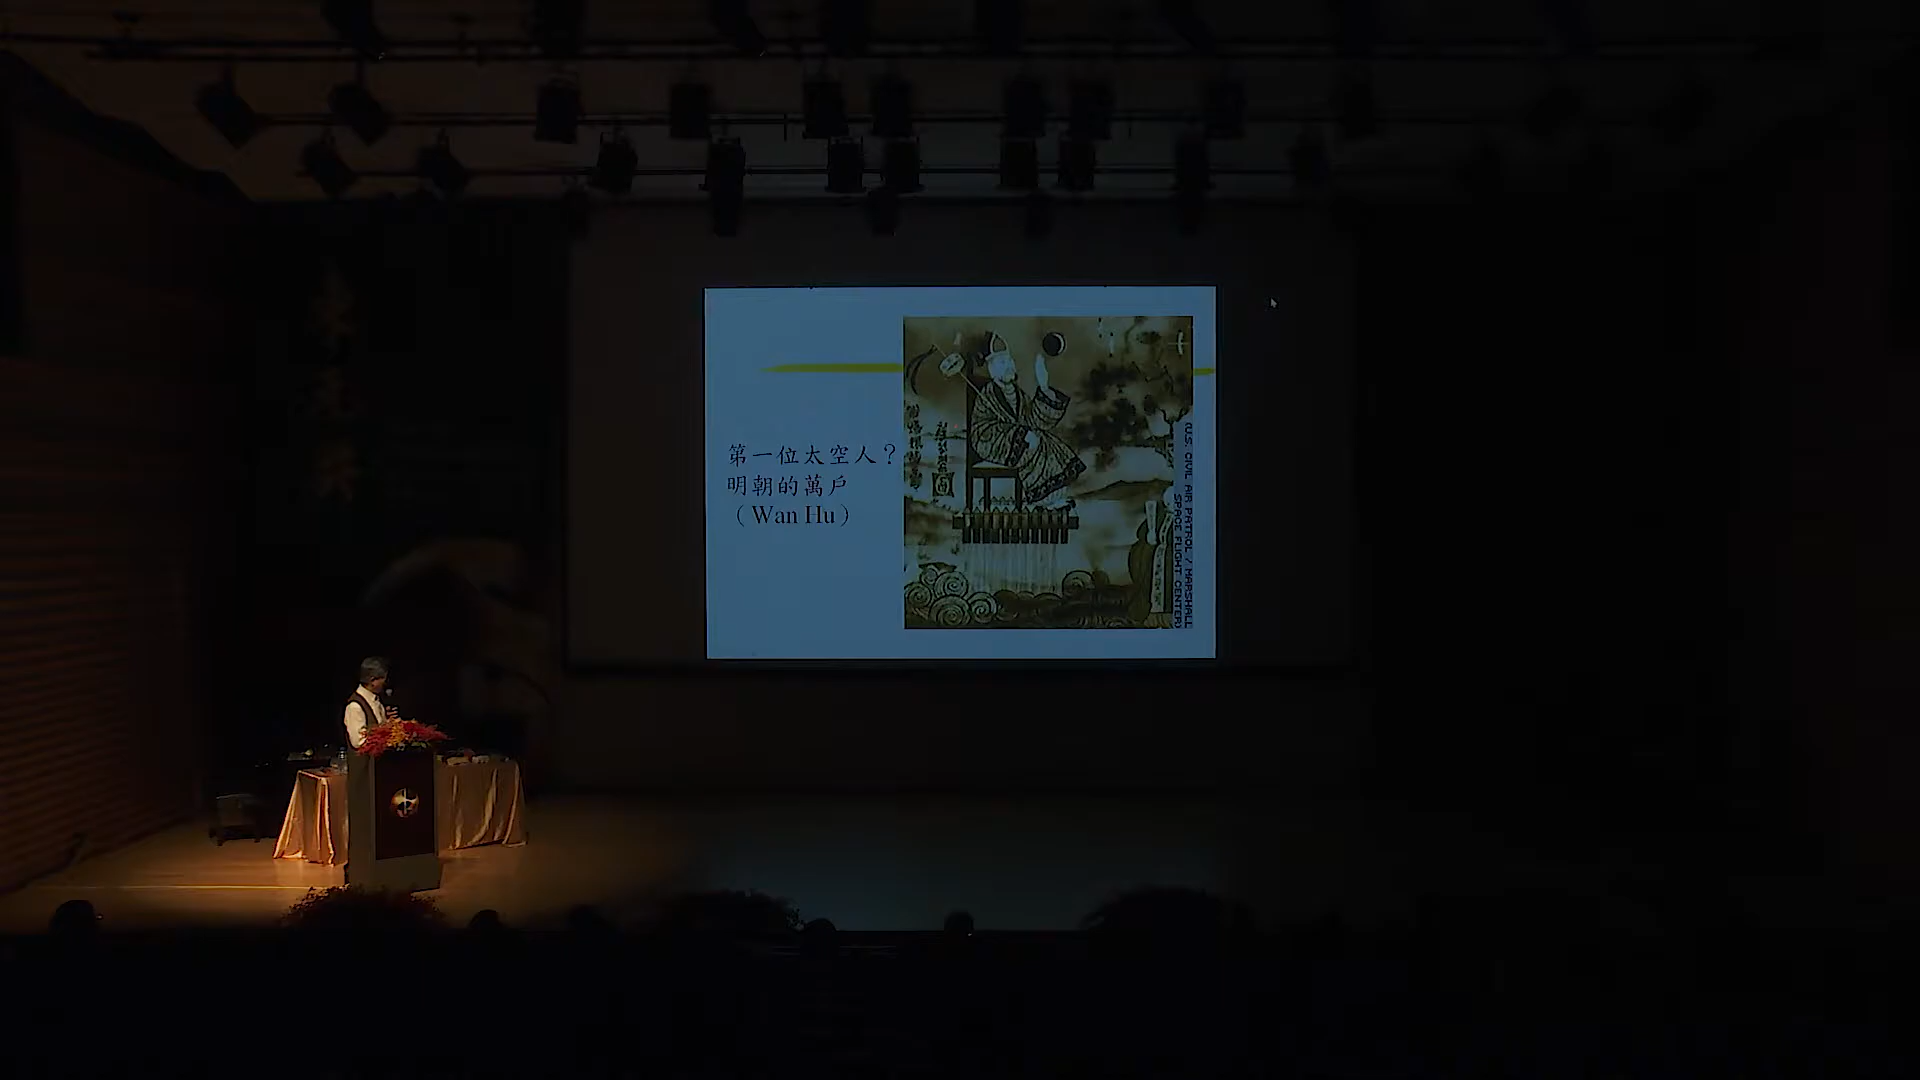 第一位太空人？
明朝的萬戶
（Wan Hu）
(U.S. CIVIL AIR PATROL / MARSHALL
SPACE FLIGHT CENTER)